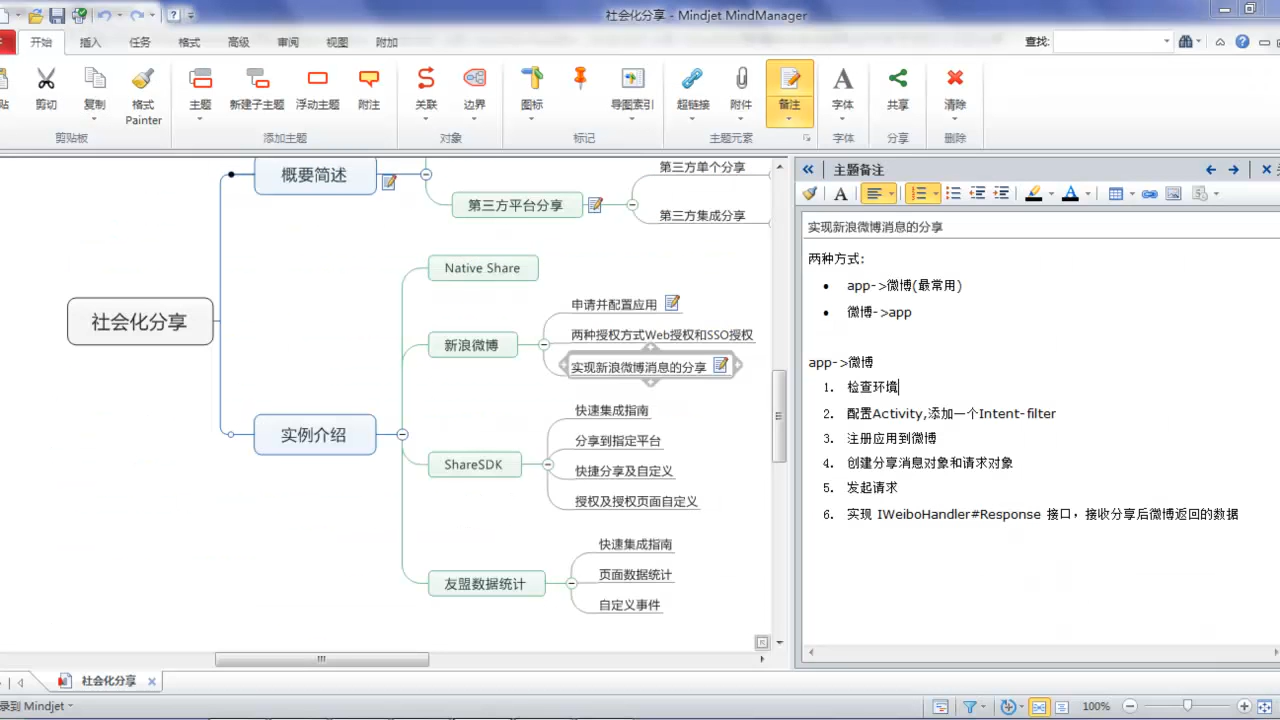 社会化分享 - Mindjet MindManager
开始 插入 任务 格式 高级 审阅 视图 附加 查找:
贴 剪切 复制 格式 Painter 主题 新建子主题 浮动主题 附注 关联 边界 图标 导图索引 超链接 附件 备注 字体 共享 清除
剪贴板 添加主题 对象 标记 主题元素 字体 分享 删除
概要简述
第三方平台分享
第三方单个分享
第三方集成分享
社会化分享
实例介绍
Native Share
新浪微博
申请并配置应用
两种授权方式Web授权和SSO授权
实现新浪微博消息的分享
ShareSDK
快速集成指南
分享到指定平台
快捷分享及自定义
授权及授权页面自定义
友盟数据统计
快速集成指南
页面数据统计
自定义事件
主题备注
实现新浪微博消息的分享
两种方式:
• app->微博(最常用)
• 微博->app
app->微博
1. 检查环境
2. 配置Activity,添加一个Intent-filter
3. 注册应用到微博
4. 创建分享消息对象和请求对象
5. 发起请求
6. 实现 IWeiboHandler#Response 接口，接收分享后微博返回的数据
社会化分享
录到 Mindjet
100%